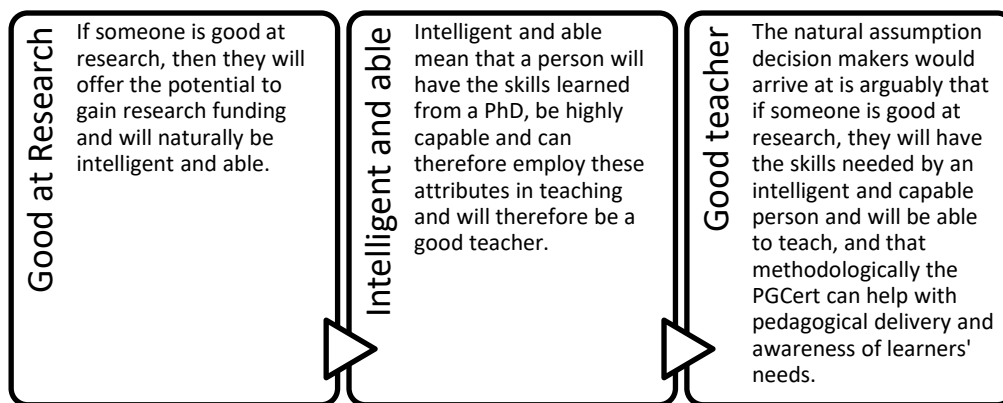 Good at Research
If someone is good at
research, then they will
offer the potential to
gain research funding
and will naturally be
intelligent and able.
Intelligent and able
Intelligent and able
mean that a person will
have the skills learned
from a PhD, be highly
capable and can
therefore employ these
attributes in teaching
and will therefore be a
good teacher.
Good teacher
The natural assumption
decision makers would
arrive at is arguably that
if someone is good at
research, they will have
the skills needed by an
intelligent and capable
person and will be able
to teach, and that
methodologically the
PGCert can help with
pedagogical delivery and
awareness of learners'
needs.